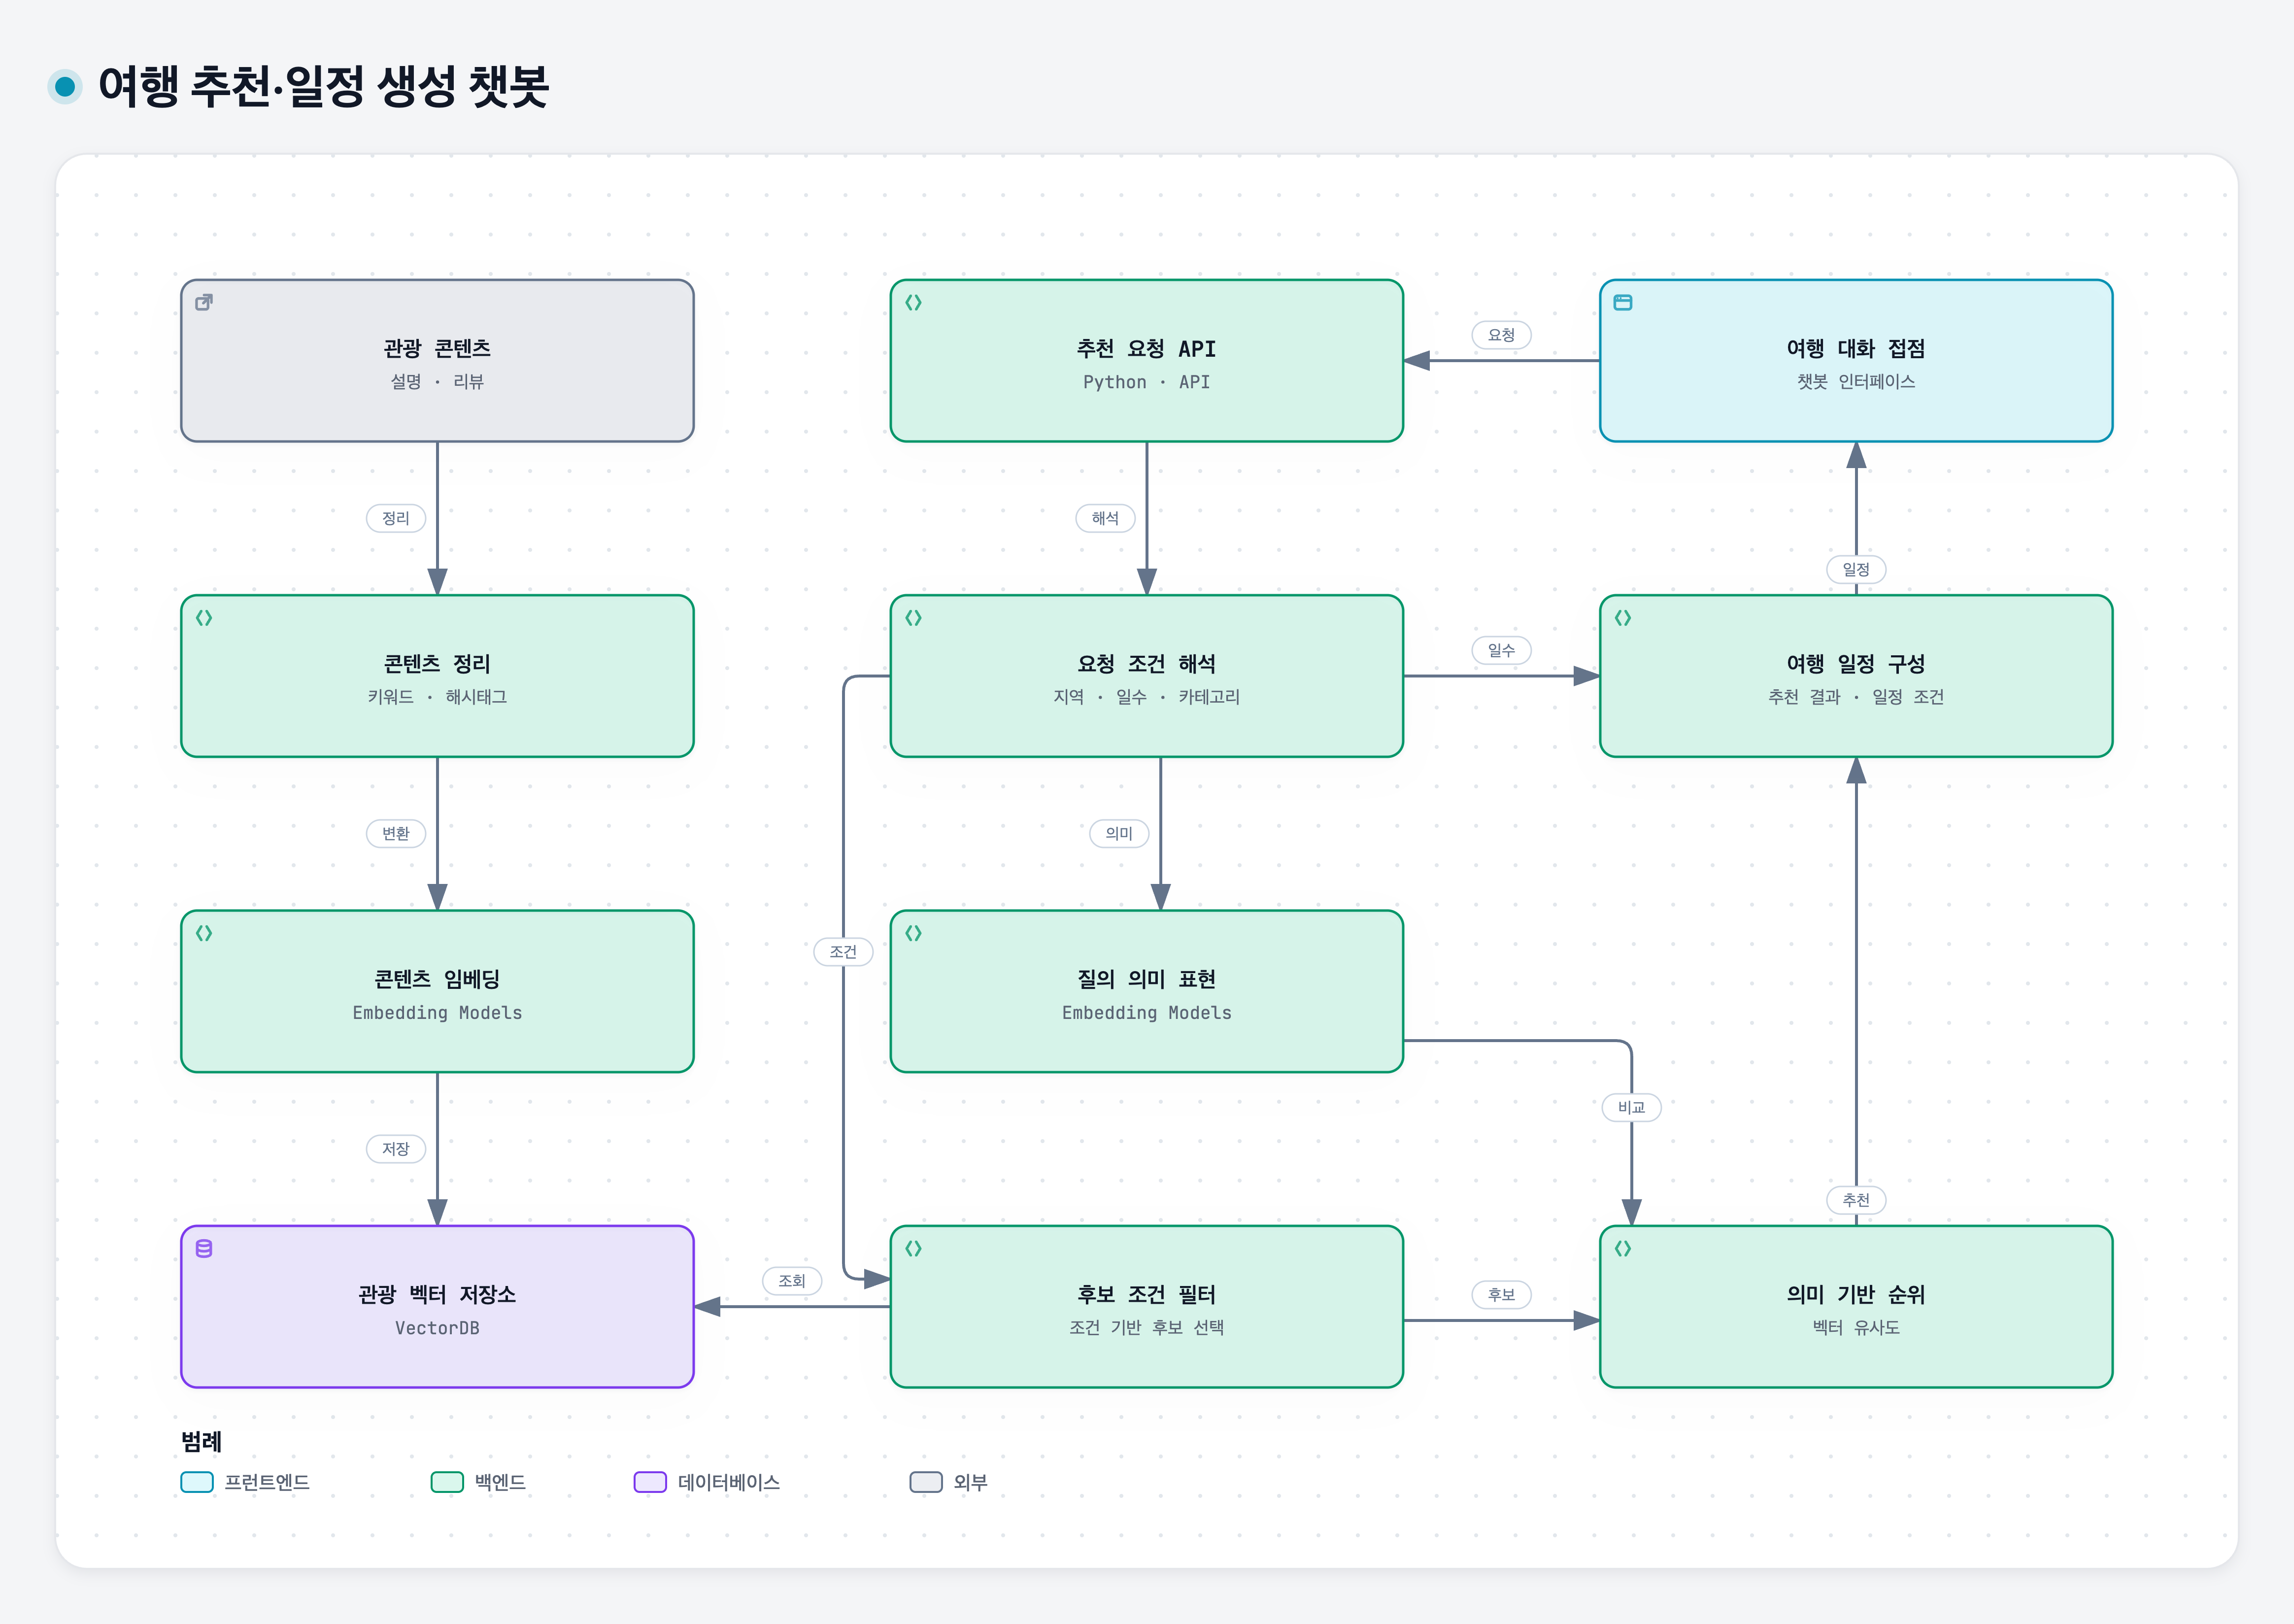 여행 추천·일정 생성 챗봇
관광 콘텐츠
설명 · 리뷰
추천 요청 API
Python · API
요청
여행 대화 접점
챗봇 인터페이스
정리
해석
일정
콘텐츠 정리
키워드 · 해시태그
요청 조건 해석
지역 · 일수 · 카테고리
일수
여행 일정 구성
추천 결과 · 일정 조건
변환
의미
조건
콘텐츠 임베딩
Embedding Models
질의 의미 표현
Embedding Models
비교
저장
추천
관광 벡터 저장소
VectorDB
조회
후보 조건 필터
조건 기반 후보 선택
후보
의미 기반 순위
벡터 유사도
범례
프런트엔드
백엔드
데이터베이스
외부